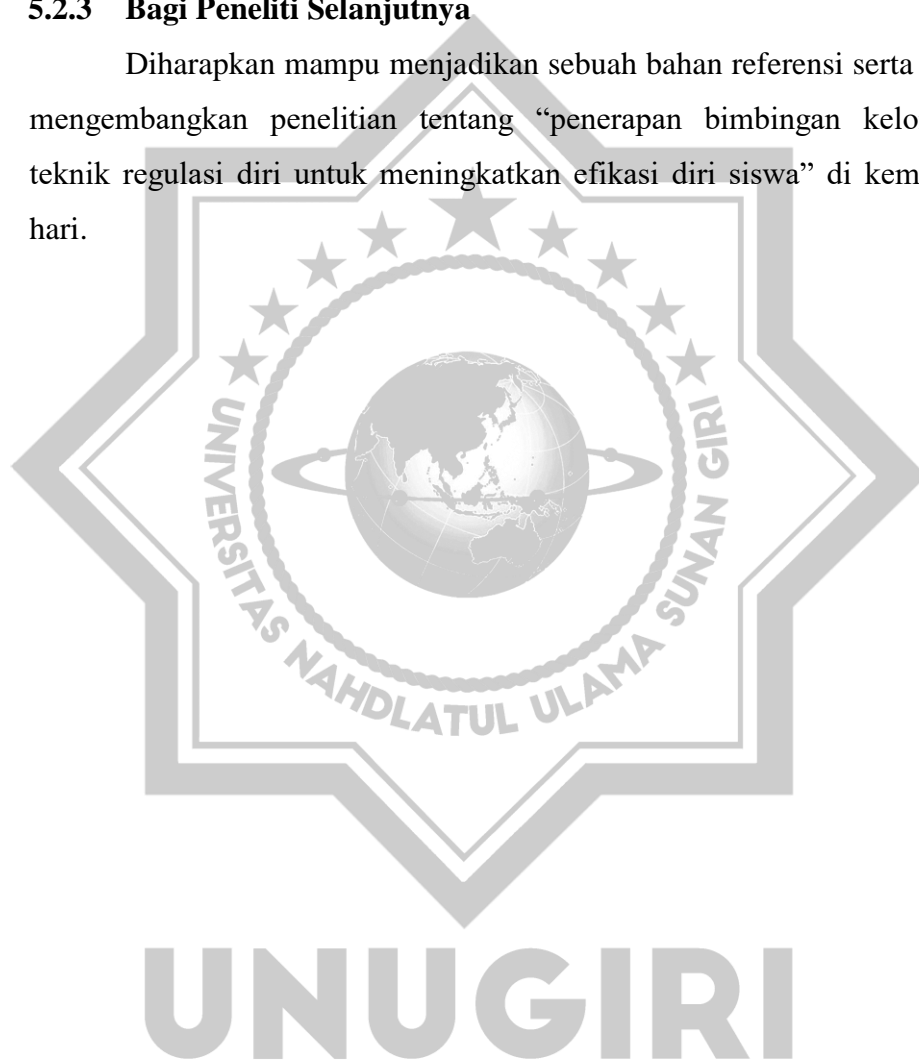 5.2.3 Bagi Peneliti Selanjutnya
Diharapkan mampu menjadikan sebuah bahan referensi serta
mengembangkan penelitian tentang “penerapan bimbingan kelo
teknik regulasi diri untuk meningkatkan efikasi diri siswa” di kem
hari.
UNIVERSITAS NAHDLATUL ULAMA SUNAN GIRI
UNUGIRI